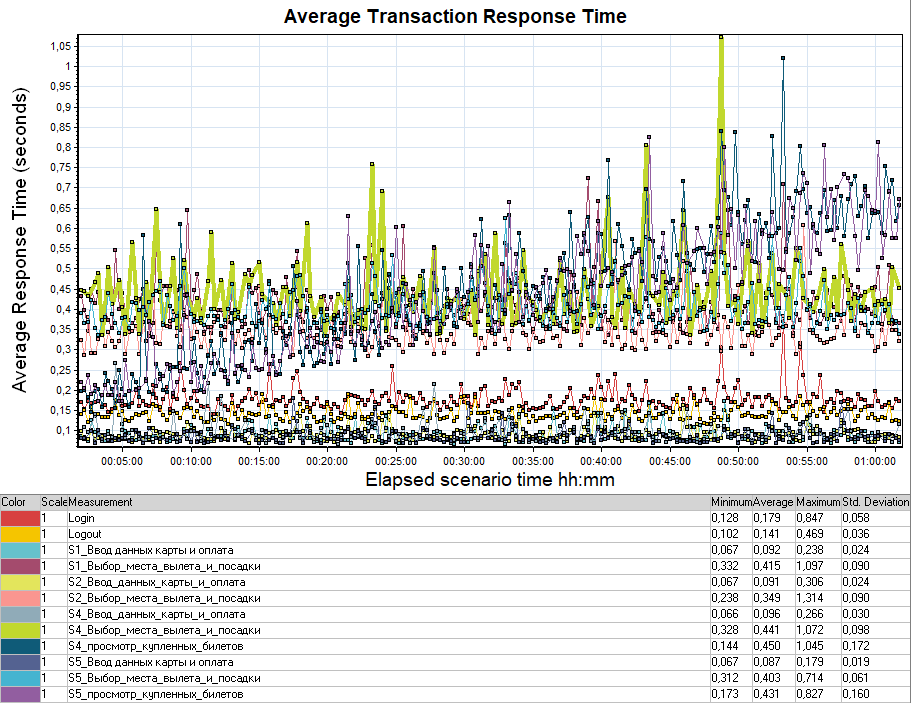 Average Transaction Response Time
Average Response Time (seconds)
1,05
1
0,95
0,9
0,85
0,8
0,75
0,7
0,65
0,6
0,55
0,5
0,45
0,4
0,35
0,3
0,25
0,2
0,15
0,1
00:05:00 00:10:00 00:15:00 00:20:00 00:25:00 00:30:00 00:35:00 00:40:00 00:45:00 00:50:00 00:55:00 01:00:00
Elapsed scenario time hh:mm
Color Scale Measurement Minimum Average Maximum Std. Deviation
1 Login 0,128 0,179 0,847 0,058
1 Logout 0,102 0,141 0,469 0,036
1 S1_Ввод данных карты и оплата 0,067 0,092 0,238 0,024
1 S1_Выбор_места_вылета_и_посадки 0,332 0,415 1,097 0,090
1 S2_Ввод_данных_карты_и_оплата 0,067 0,091 0,306 0,024
1 S2_Выбор_места_вылета_и_посадки 0,238 0,349 1,314 0,090
1 S4_Ввод_данных_карты_и_оплата 0,066 0,096 0,266 0,030
1 S4_Выбор_места_вылета_и_посадки 0,328 0,441 1,072 0,098
1 S4_просмотр_купленных_билетов 0,144 0,450 1,045 0,172
1 S5_Ввод данных карты и оплата 0,067 0,087 0,179 0,019
1 S5_Выбор_места_вылета_и_посадки 0,312 0,403 0,714 0,061
1 S5_просмотр_купленных_билетов 0,173 0,431 0,827 0,160